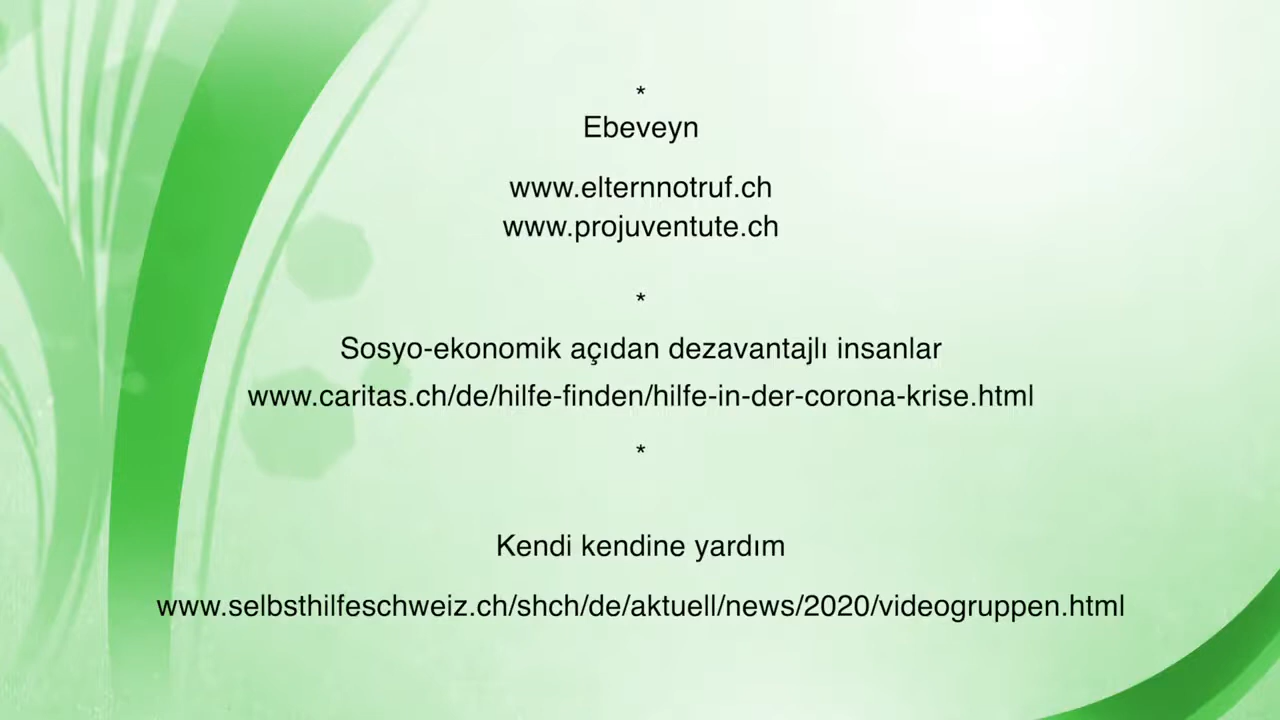 *
Ebeveyn
www.elternnotruf.ch
www.projuventute.ch
*
Sosyo-ekonomik açıdan dezavantajlı insanlar
www.caritas.ch/de/hilfe-finden/hilfe-in-der-corona-krise.html
*
Kendi kendine yardım
www.selbsthilfeschweiz.ch/shch/de/aktuell/news/2020/videogruppen.html